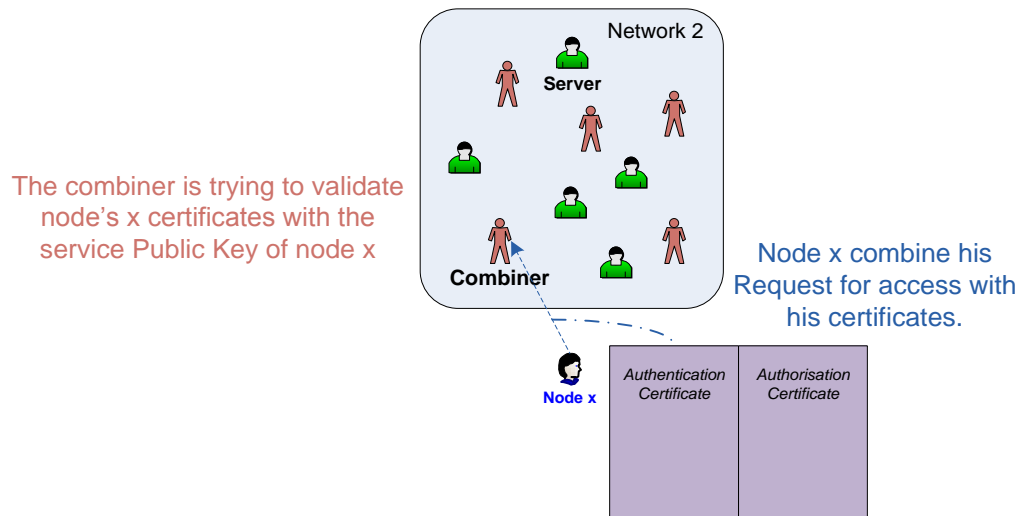 Network 2
Server
The combiner is trying to validate
node's x certificates with the
service Public Key of node x
Combiner
Node x combine his
Request for access with
his certificates.
Node x
Authentication
Certificate
Authorisation
Certificate